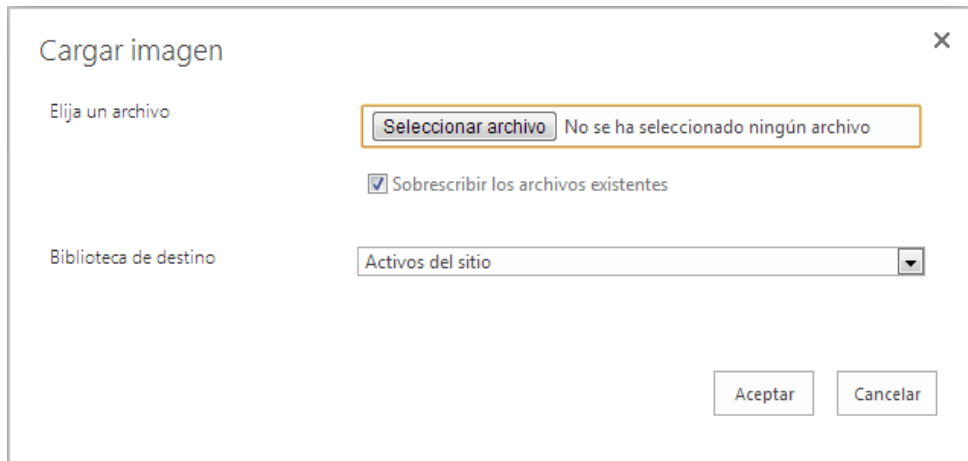 Cargar imagen
Elija un archivo
Seleccionar archivo No se ha seleccionado ningún archivo
Sobrescribir los archivos existentes
Biblioteca de destino
Activos del sitio
Aceptar Cancelar